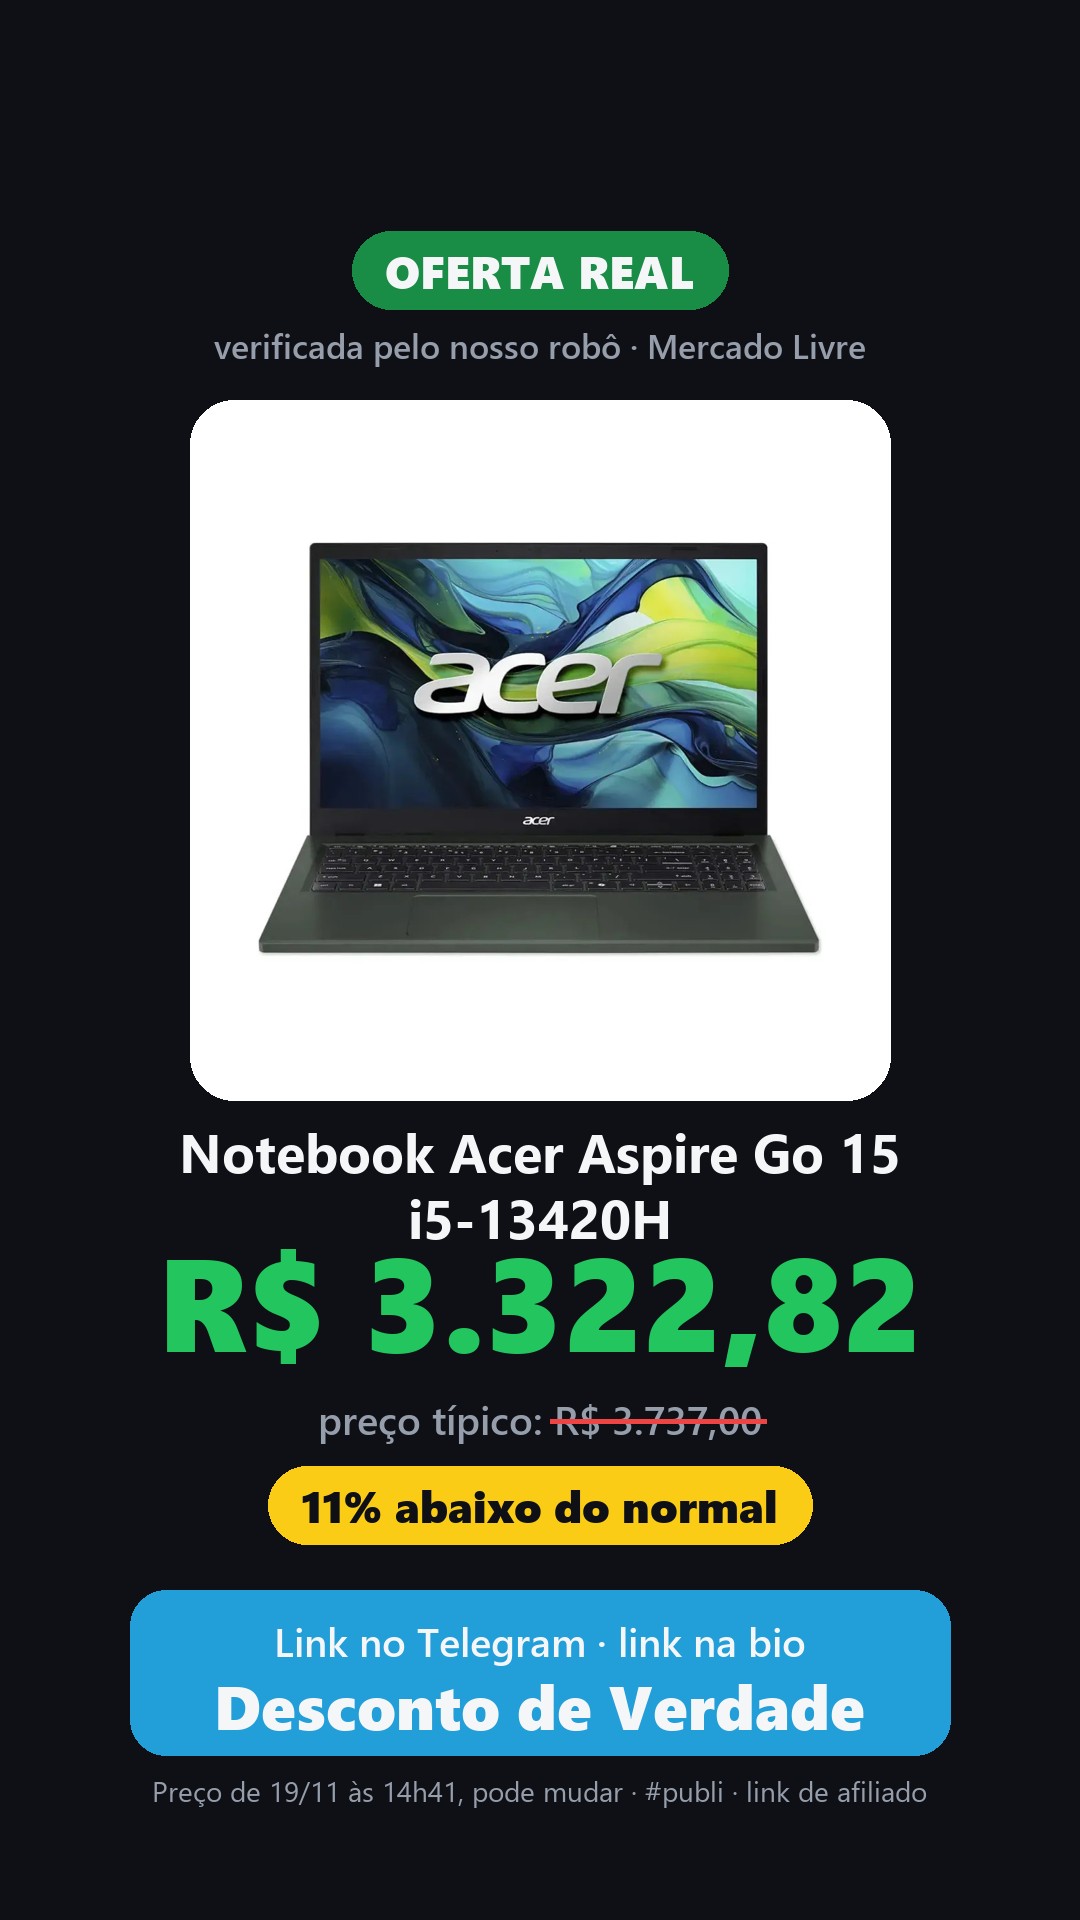 OFERTA REAL
verificada pelo nosso robô · Mercado Livre
acer
acer
Notebook Acer Aspire Go 15
i5-13420H
R$ 3.322,82
preço típico: R$ 3.737,00
11% abaixo do normal
Link no Telegram · link na bio
Desconto de Verdade
Preço de 19/11 às 14h41, pode mudar · #publi · link de afiliado